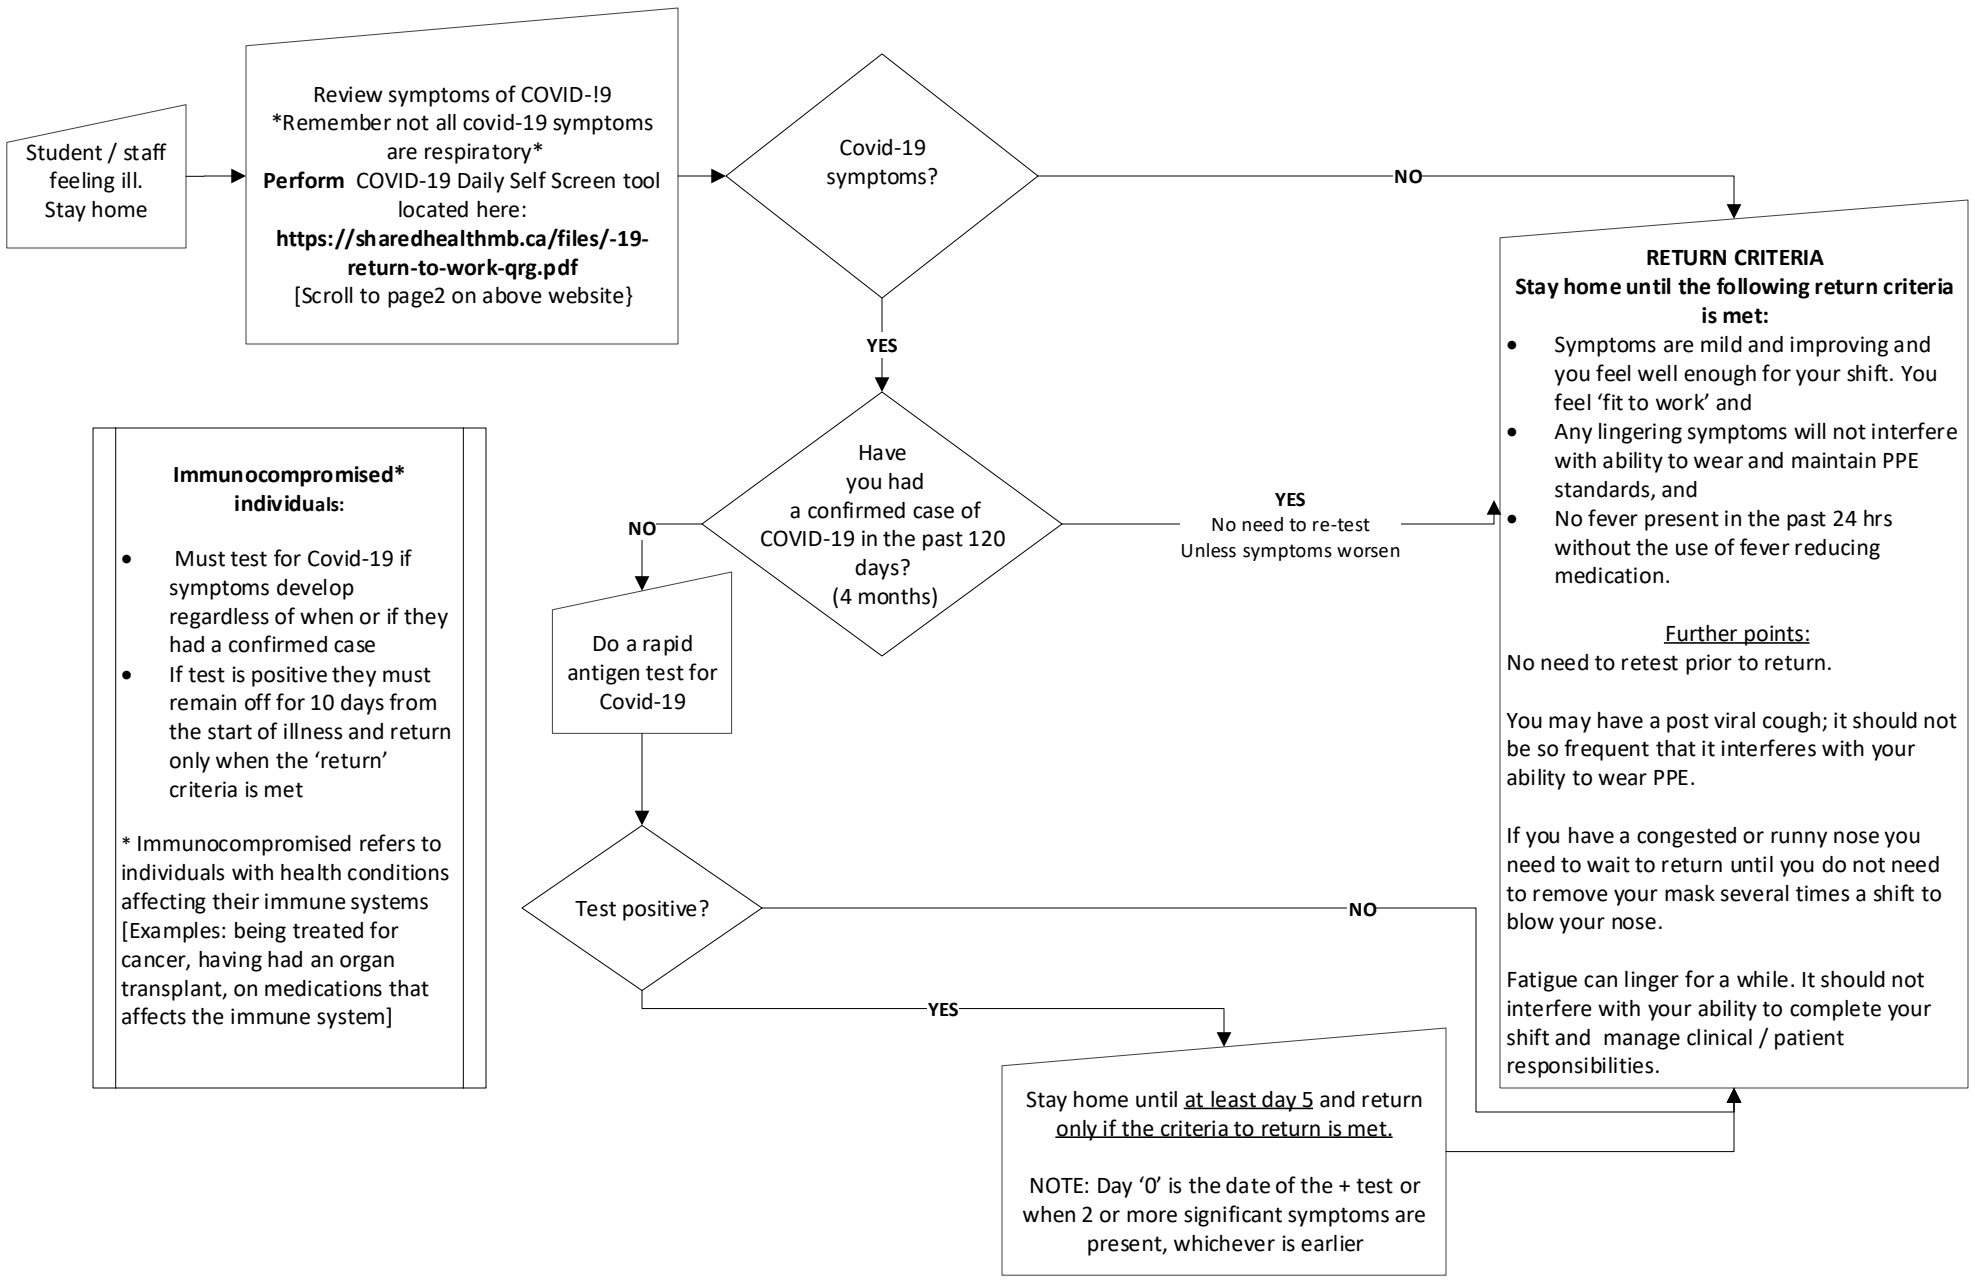 Student / staff
feeling ill.
Stay home
Review symptoms of COVID-!9
*Remember not all covid-19 symptoms
are respiratory*
Perform  COVID-19 Daily Self Screen tool
located here:
https://sharedhealthmb.ca/files/-19-
return-to-work-qrg.pdf
[Scroll to page2 on above website}
Covid-19
symptoms?
NO
YES
Have
you had
a confirmed case of
COVID-19 in the past 120
days?
(4 months)
YES
No need to re-test
Unless symptoms worsen
NO
Do a rapid
antigen test for
Covid-19
Test positive?
NO
YES
Stay home until at least day 5 and return
only if the criteria to return is met.
NOTE: Day ‘0’ is the date of the + test or
when 2 or more significant symptoms are
present, whichever is earlier
RETURN CRITERIA
Stay home until the following return criteria
is met:
• Symptoms are mild and improving and
you feel well enough for your shift. You
feel ‘fit to work’ and
• Any lingering symptoms will not interfere
with ability to wear and maintain PPE
standards, and
• No fever present in the past 24 hrs
without the use of fever reducing
medication.
Further points:
No need to retest prior to return.
You may have a post viral cough; it should not
be so frequent that it interferes with your
ability to wear PPE.
If you have a congested or runny nose you
need to wait to return until you do not need
to remove your mask several times a shift to
blow your nose.
Fatigue can linger for a while. It should not
interfere with your ability to complete your
shift and  manage clinical / patient
responsibilities.
Immunocompromised*
individuals:
• Must test for Covid-19 if
symptoms develop
regardless of when or if they
had a confirmed case
• If test is positive they must
remain off for 10 days from
the start of illness and return
only when the ‘return’
criteria is met
* Immunocompromised refers to
individuals with health conditions
affecting their immune systems
[Examples: being treated for
cancer, having had an organ
transplant, on medications that
affects the immune system]